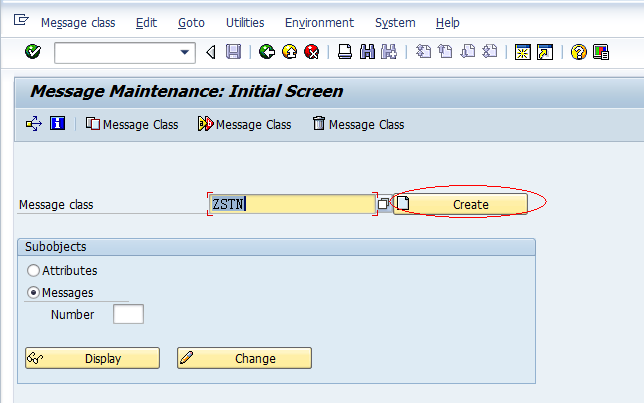 Message class Edit Goto Utilities Environment System Help
Message Maintenance: Initial Screen
Message Class Message Class Message Class
Message class ZSTN Create
Subobjects
Attributes
Messages
Number
Display Change